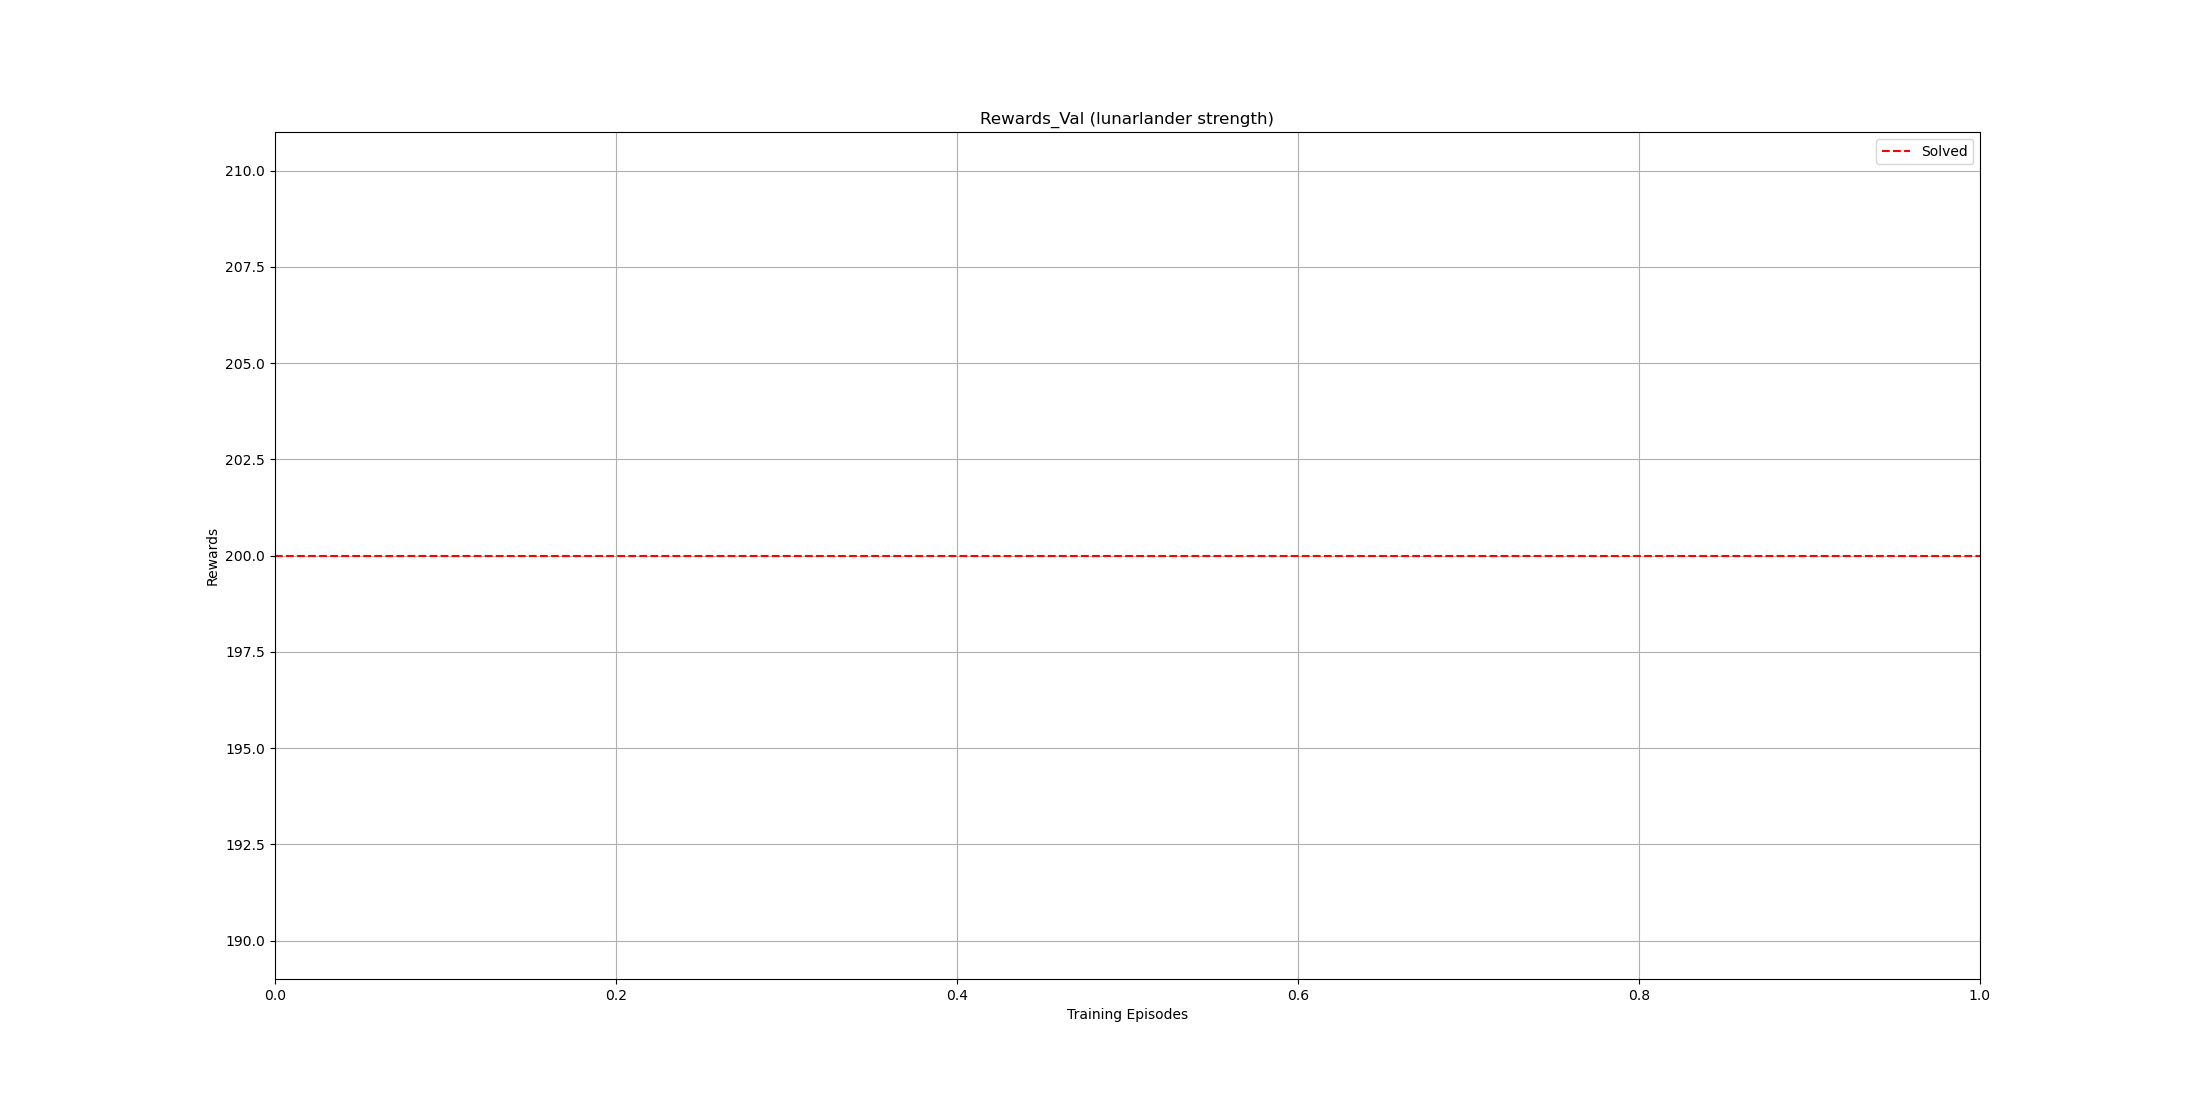 Rewards_Val (lunarlander strength)
Solved
210.0
207.5
205.0
202.5
200.0
197.5
195.0
192.5
190.0
Rewards
0.0 0.2 0.4 0.6 0.8 1.0
Training Episodes